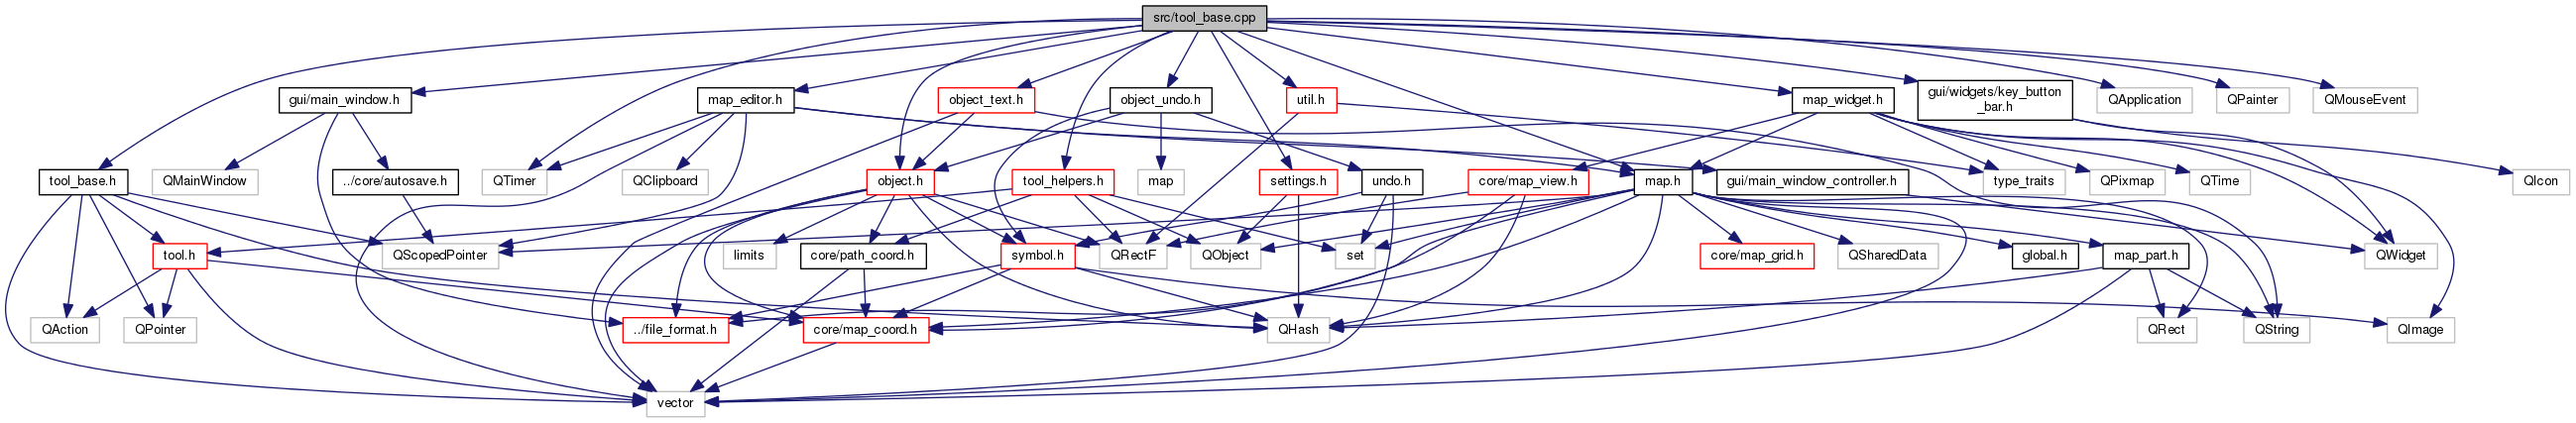 src/tool_base.cpp
gui/main_window.h
map_editor.h
object_text.h
object_undo.h
util.h
map_widget.h
gui/widgets/key_button
_bar.h
QApplication
QPainter
QMouseEvent
tool_base.h
QMainWindow
../core/autosave.h
QTimer
QClipboard
object.h
tool_helpers.h
map
settings.h
undo.h
core/map_view.h
map.h
gui/main_window_controller.h
type_traits
QPixmap
QTime
QIcon
tool.h
QScopedPointer
limits
core/path_coord.h
symbol.h
QRectF
QObject
set
core/map_grid.h
QSharedData
global.h
map_part.h
QWidget
QAction
QPointer
../file_format.h
core/map_coord.h
QHash
QRect
QString
QImage
vector